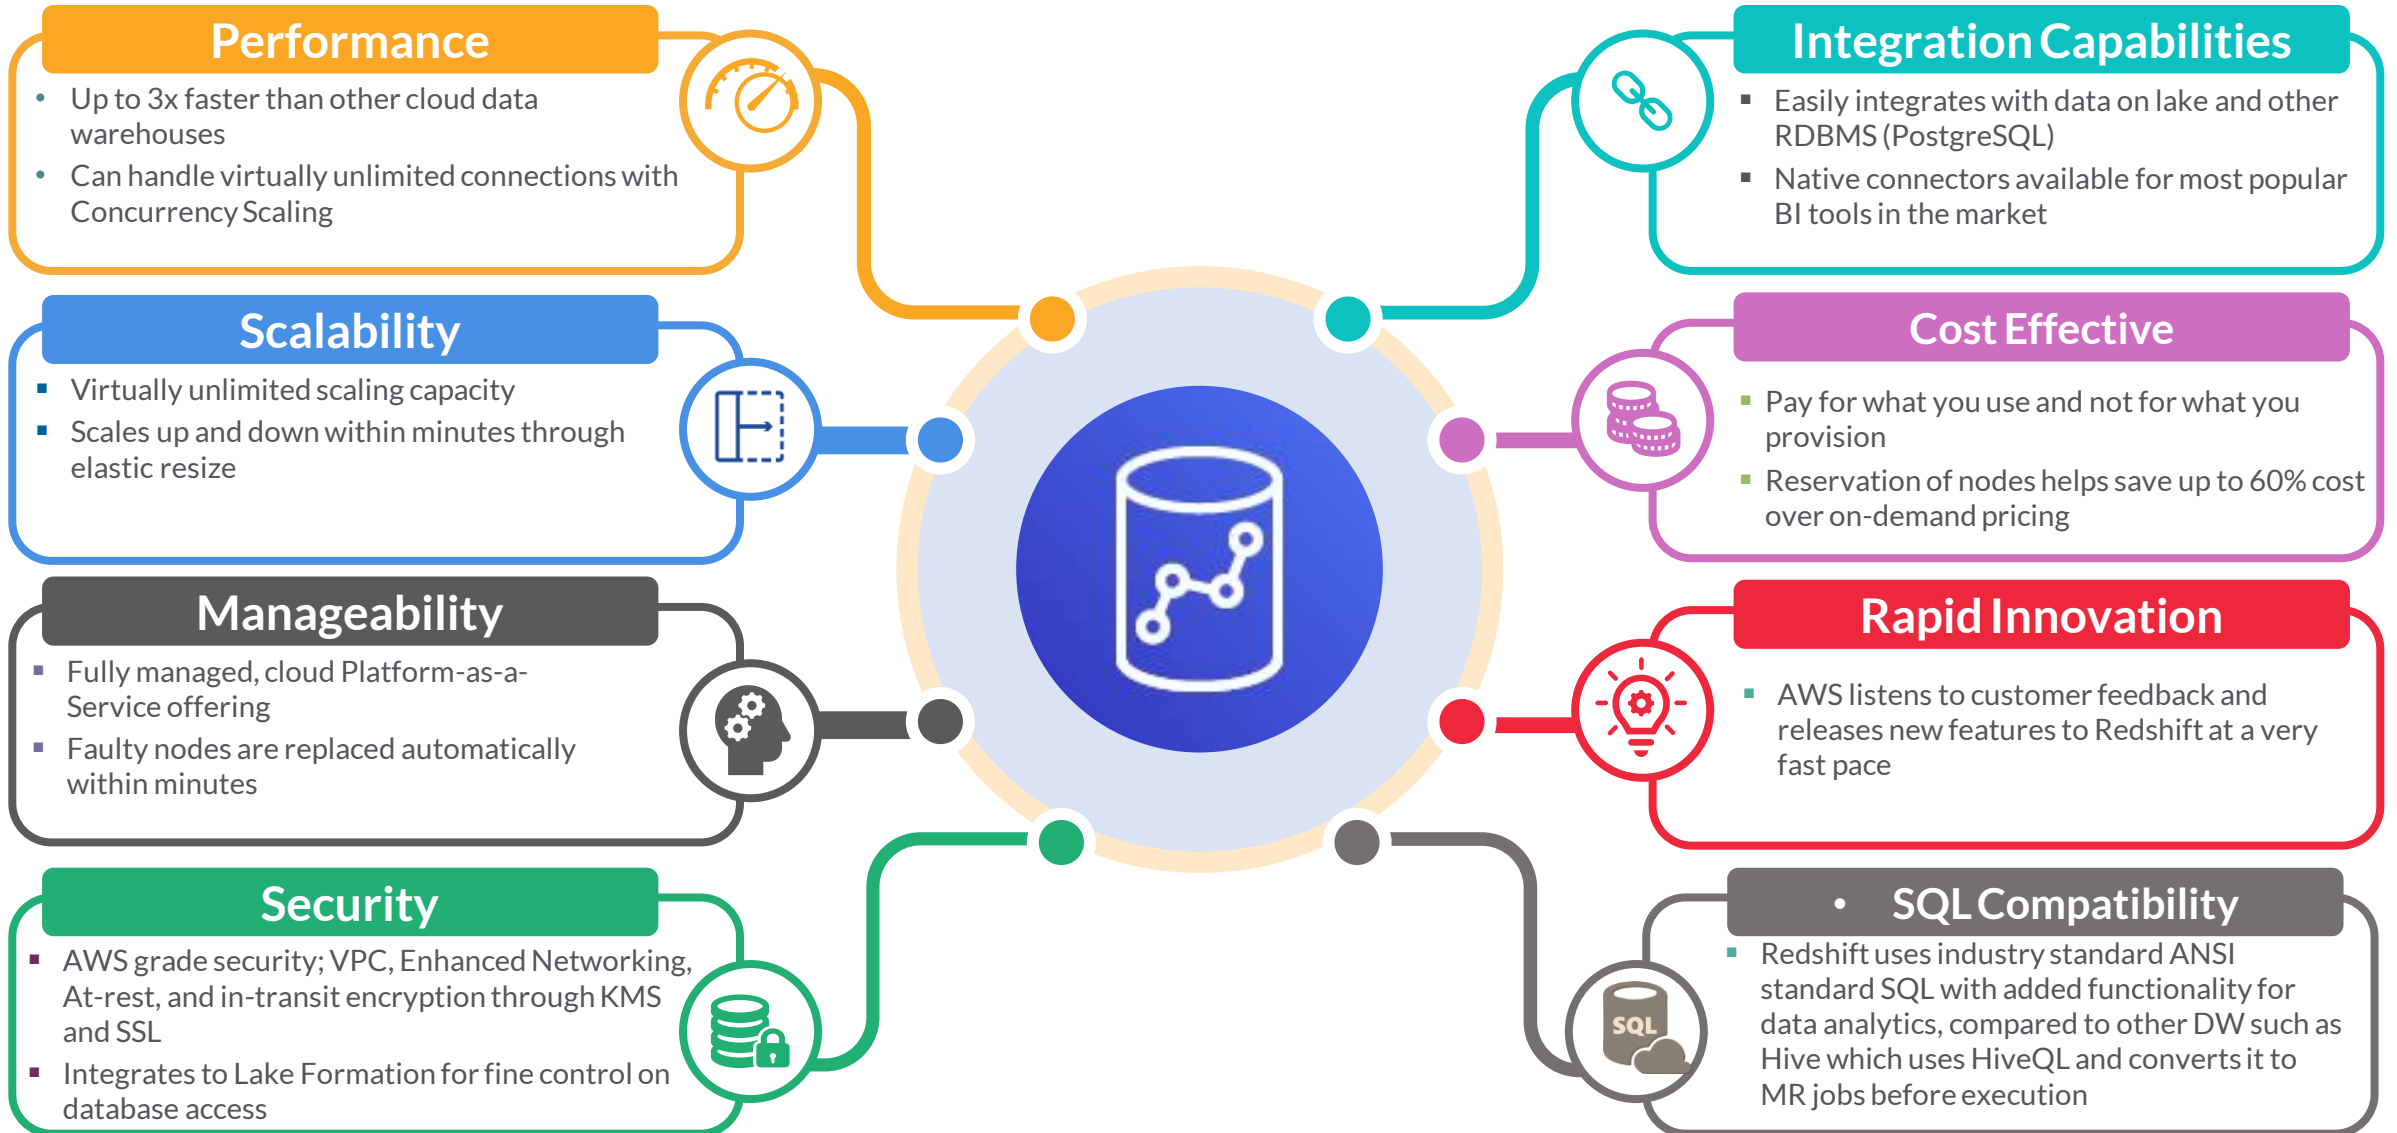 Performance
• Up to 3x faster than other cloud data
warehouses
• Can handle virtually unlimited connections with
Concurrency Scaling
Scalability
▪ Virtually unlimited scaling capacity
▪ Scales up and down within minutes through
elastic resize
Manageability
▪ Fully managed, cloud Platform-as-a-
Service offering
▪ Faulty nodes are replaced automatically
within minutes
Security
▪ AWS grade security; VPC, Enhanced Networking,
At-rest, and in-transit encryption through KMS
and SSL
▪ Integrates to Lake Formation for fine control on
database access
Integration Capabilities
▪ Easily integrates with data on lake and other
RDBMS (PostgreSQL)
▪ Native connectors available for most popular
BI tools in the market
Cost Effective
▪ Pay for what you use and not for what you
provision
▪ Reservation of nodes helps save up to 60% cost
over on-demand pricing
Rapid Innovation
▪ AWS listens to customer feedback and
releases new features to Redshift at a very
fast pace
• SQL Compatibility
▪ Redshift uses industry standard ANSI
standard SQL with added functionality for
data analytics, compared to other DW such as
Hive which uses HiveQL and converts it to
MR jobs before execution
SQL